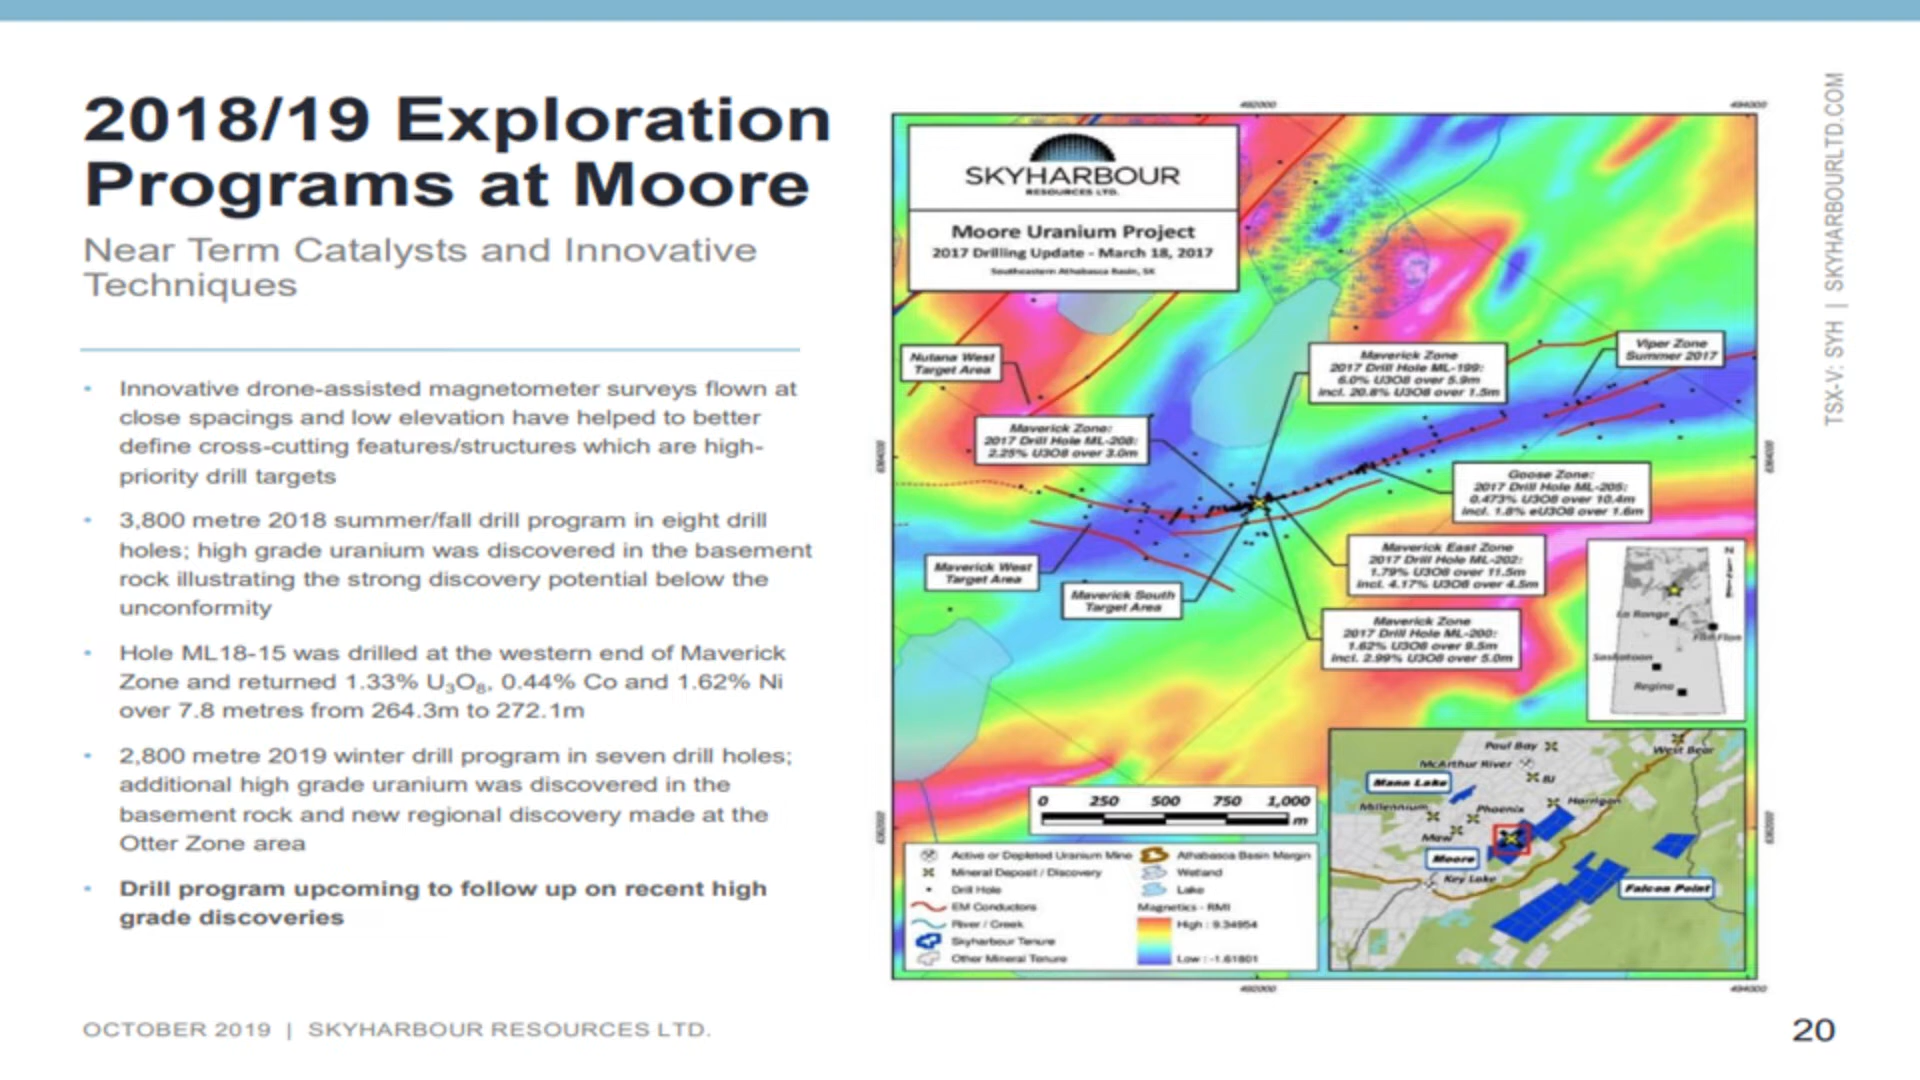 2018/19 Exploration
Programs at Moore
Near Term Catalysts and Innovative
Techniques
• Innovative drone-assisted magnetometer surveys flown at
close spacings and low elevation have helped to better
define cross-cutting features/structures which are high-
priority drill targets
• 3,800 metre 2018 summer/fall drill program in eight drill
holes; high grade uranium was discovered in the basement
rock illustrating the strong discovery potential below the
unconformity
• Hole ML18-15 was drilled at the western end of Maverick
Zone and returned 1.33% U₃O₈, 0.44% Co and 1.62% Ni
over 7.8 metres from 264.3m to 272.1m
• 2,800 metre 2019 winter drill program in seven drill holes;
additional high grade uranium was discovered in the
basement rock and new regional discovery made at the
Otter Zone area
• Drill program upcoming to follow up on recent high
grade discoveries
OCTOBER 2019 | SKYHARBOUR RESOURCES LTD.
492000
494000
SKYHARBOUR
RESOURCES LTD.
Moore Uranium Project
2017 Drilling Update - March 18, 2017
Southeastern Athabasca Basin, SK
Nutana West
Target Area
Maverick Zone
2017 Drill Hole ML-199:
6.0% U3O8 over 5.9m
incl. 20.8% U3O8 over 1.5m
Viper Zone
Summer 2017
Maverick Zone:
2017 Drill Hole ML-208:
2.25% U3O8 over 3.0m
Goose Zone:
2017 Drill Hole ML-205:
0.473% U3O8 over 10.4m
incl. 1.8% eU3O8 over 1.6m
Maverick West
Target Area
Maverick South
Target Area
Maverick East Zone
2017 Drill Hole ML-202:
1.79% U3O8 over 11.5m
incl. 4.17% U3O8 over 4.5m
Maverick Zone
2017 Drill Hole ML-200:
1.62% U3O8 over 9.5m
incl. 2.99% U3O8 over 5.0m
N
La Ronge
Flin Flon
Saskatoon
Regina
0 250 500 750 1,000
m
Active or Depleted Uranium Mine
Mineral Deposit / Discovery
Drill Hole
EM Conductors
River / Creek
Skyharbour Tenure
Other Mineral Tenure
Athabasca Basin Margin
Wetland
Lake
Magnetics - RMI
High : 9.34954
Low : -1.61801
Paul Bay
West Bear
McArthur River
BJ
Mann Lake
Millennium
Phoenix
Harrigan
Maw
Moore
Key Lake
Falcon Point
492000
494000
TSX-V: SYH | SKYHARBOURLTD.COM
20